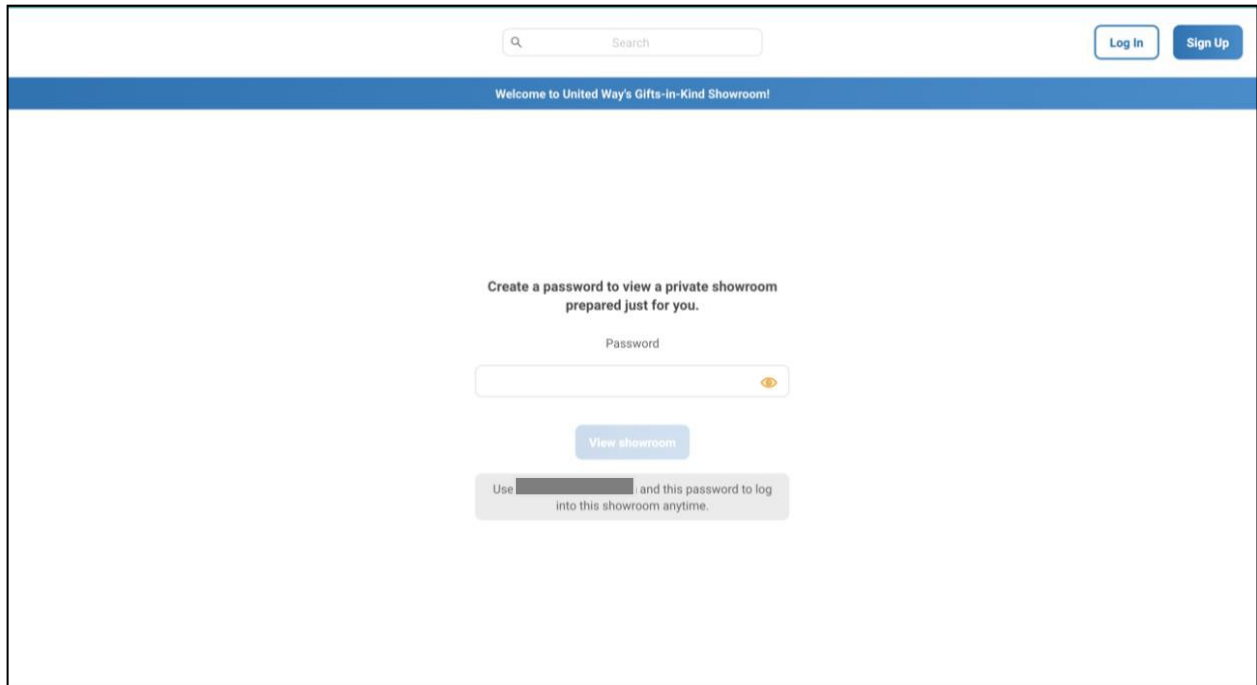 Search
Log In
Sign Up
Welcome to United Way's Gifts-in-Kind Showroom!
Create a password to view a private showroom
prepared just for you.
Password
View showroom
Use and this password to log
into this showroom anytime.